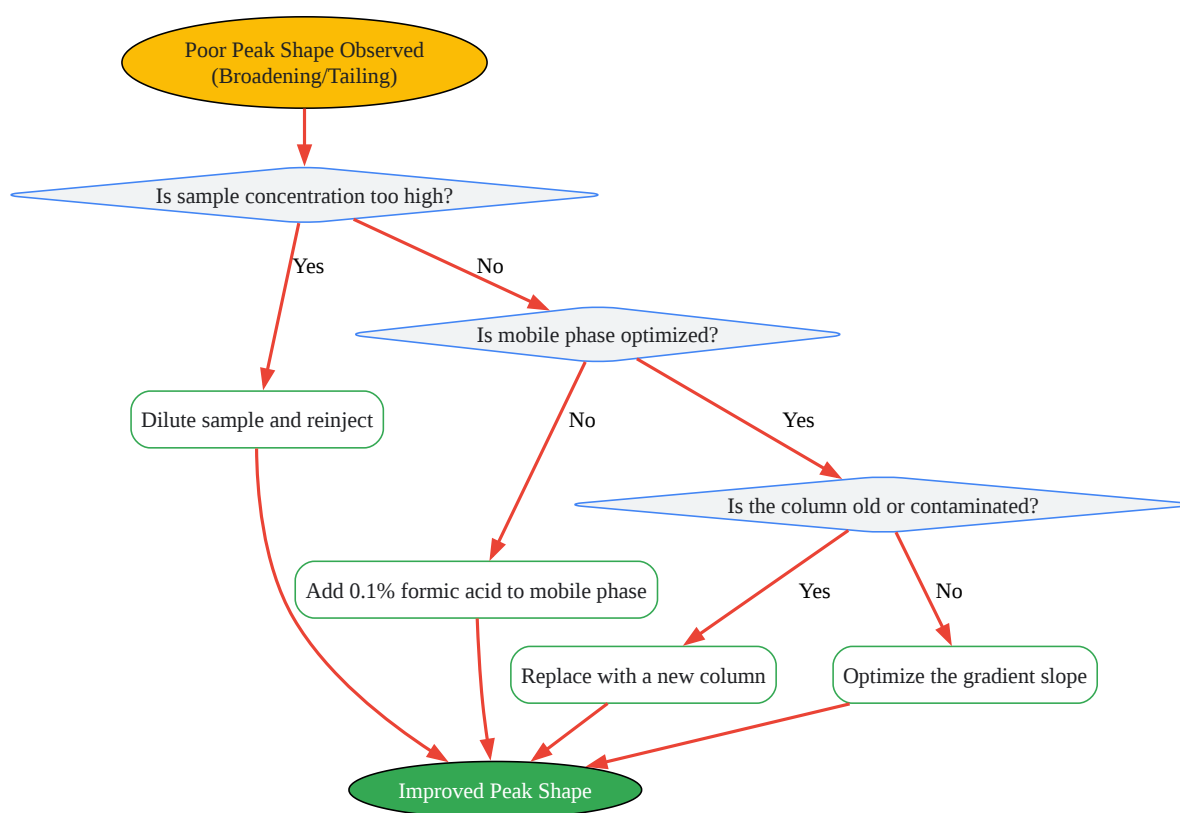 Poor Peak Shape Observed
(Broadening/Tailing)
Is sample concentration too high?
Yes
No
Is mobile phase optimized?
Dilute sample and reinject
No
Yes
Is the column old or contaminated?
Add 0.1% formic acid to mobile phase
Yes
No
Replace with a new column
Optimize the gradient slope
Improved Peak Shape